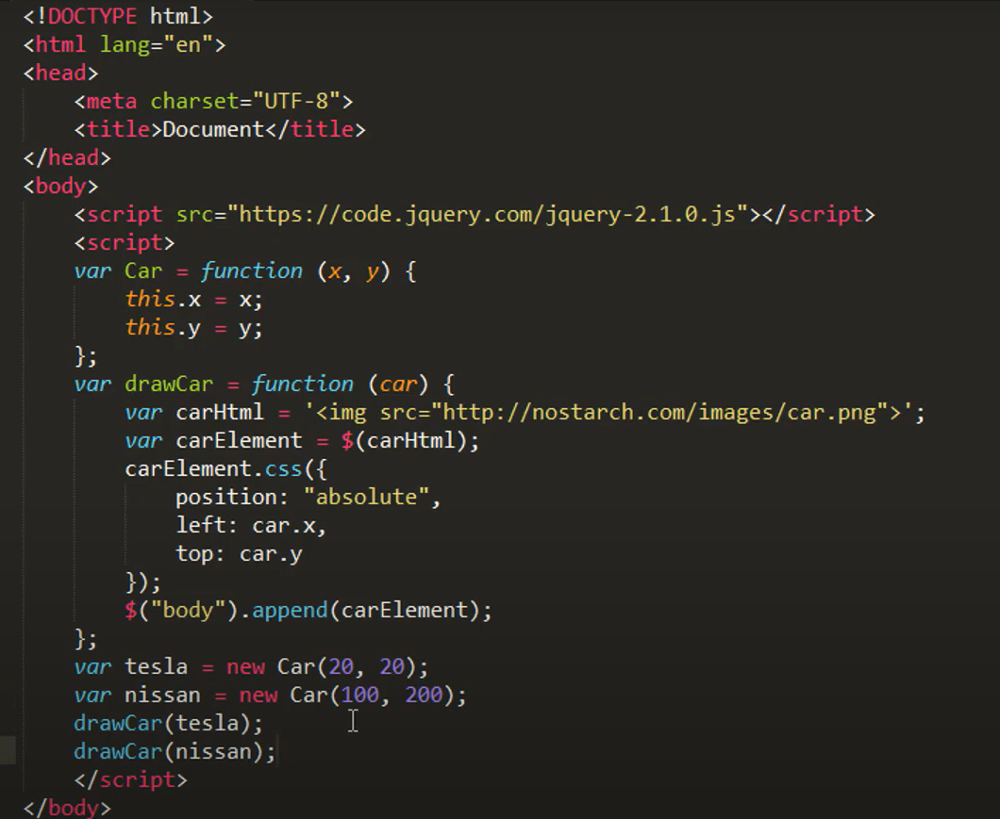 <!DOCTYPE html>
<html lang="en">
<head>
    <meta charset="UTF-8">
    <title>Document</title>
</head>
<body>
    <script src="https://code.jquery.com/jquery-2.1.0.js"></script>
    <script>
    var Car = function (x, y) {
        this.x = x;
        this.y = y;
    };
    var drawCar = function (car) {
        var carHtml = '<img src="http://nostarch.com/images/car.png">';
        var carElement = $(carHtml);
        carElement.css({
            position: "absolute",
            left: car.x,
            top: car.y
        });
        $("body").append(carElement);
    };
    var tesla = new Car(20, 20);
    var nissan = new Car(100, 200);
    drawCar(tesla);
    drawCar(nissan);
    </script>
</body>